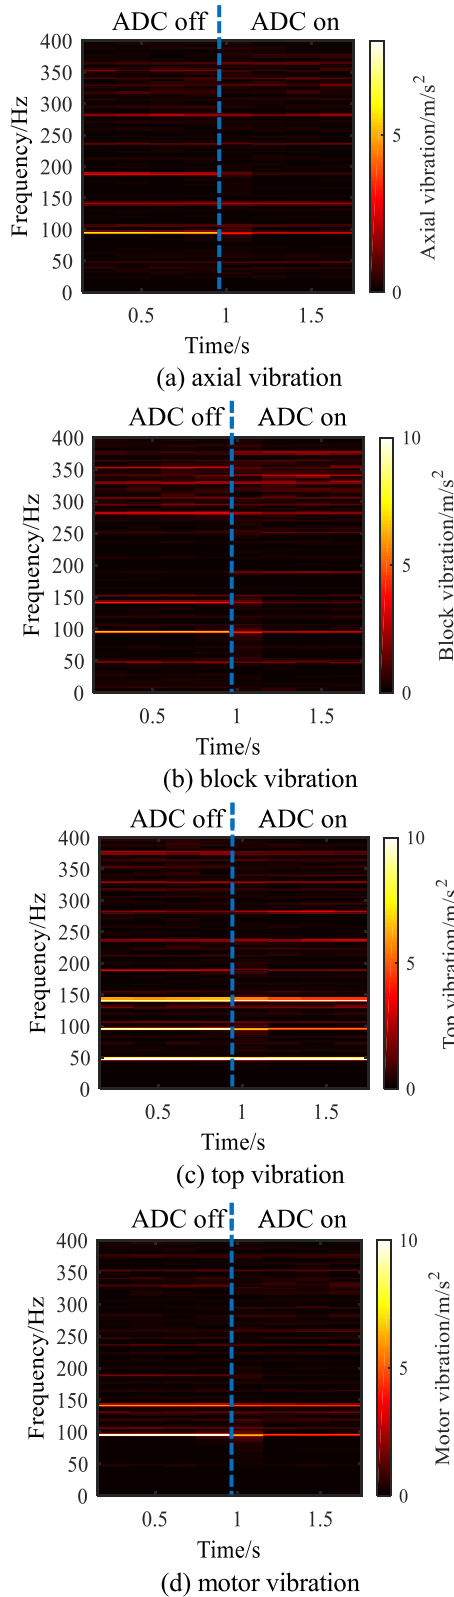 ADC off ADC on
400
350
300
250
200
150
100
50
0
Frequency/Hz
0.5 1 1.5
Time/s
5
0
Axial vibration/m/s2
(a) axial vibration
ADC off ADC on
400
350
300
250
200
150
100
50
0
Frequency/Hz
0.5 1 1.5
Time/s
10
5
0
Block vibration/m/s2
(b) block vibration
ADC off ADC on
400
350
300
250
200
150
100
50
0
Frequency/Hz
0.5 1 1.5
Time/s
10
5
0
Top vibration/m/s2
(c) top vibration
ADC off ADC on
400
350
300
250
200
150
100
50
0
Frequency/Hz
0.5 1 1.5
Time/s
10
5
0
Motor vibration/m/s2
(d) motor vibration